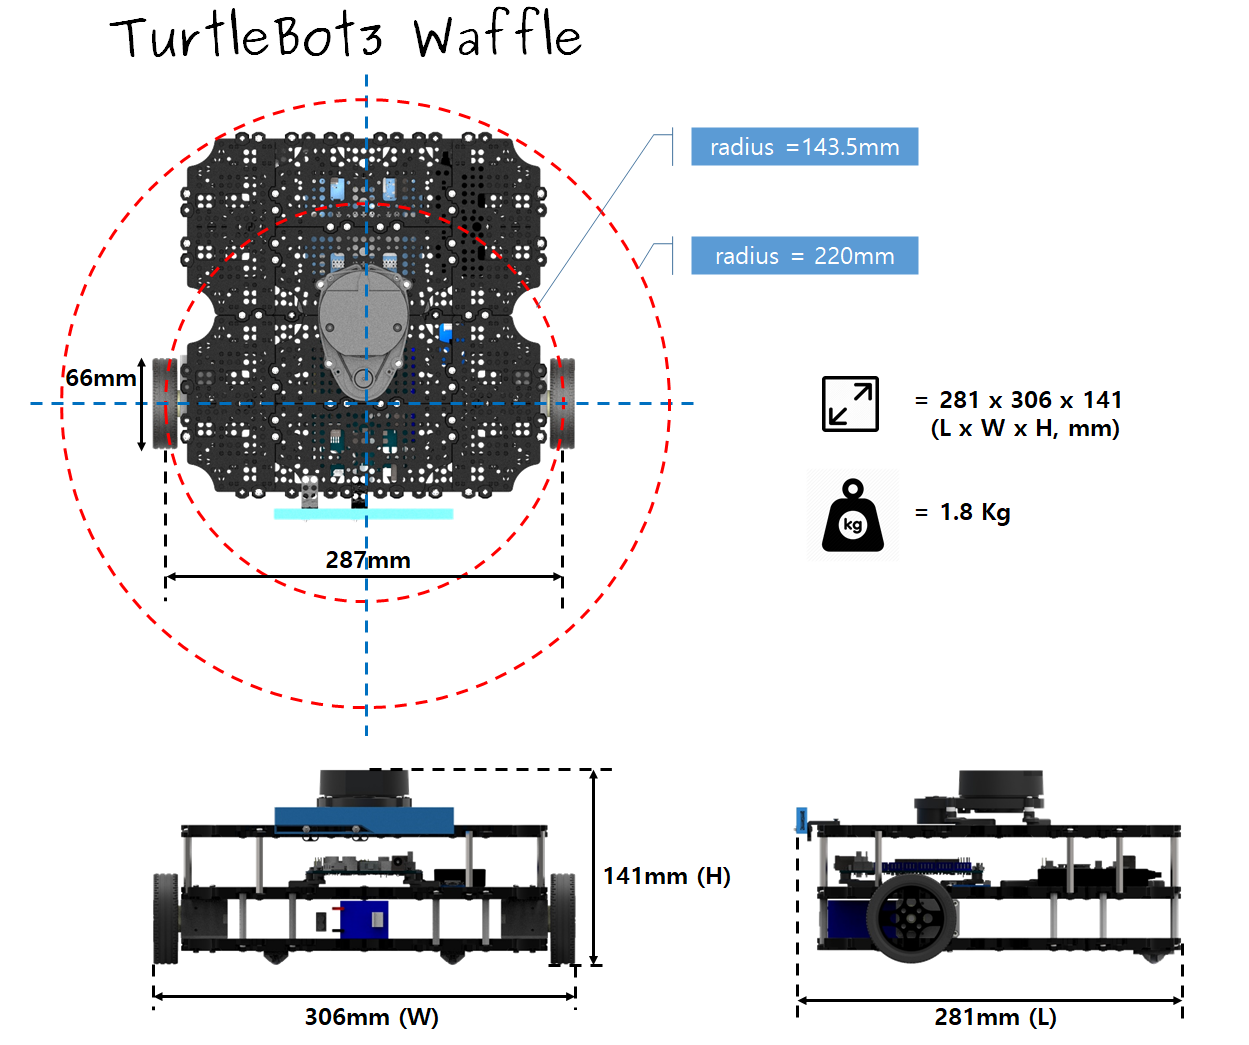 TurtleBot3 Waffle
radius =143.5mm
radius = 220mm
66mm
= 281 x 306 x 141
(L x W x H, mm)
kg
= 1.8 Kg
287mm
141mm (H)
306mm (W)
281mm (L)